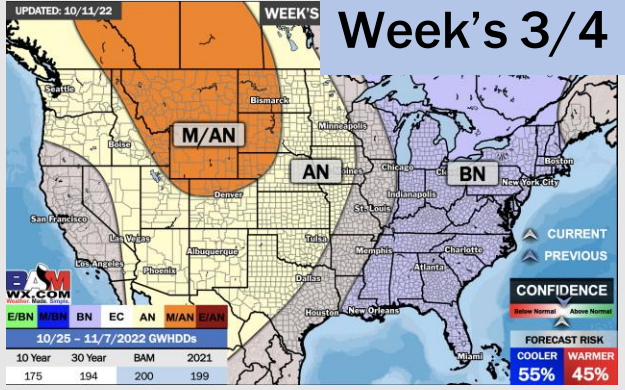 UPDATED: 10/11/22
WEEK'S
Week's 3/4
Seattle
Bismarck
Minneapolis
M/AN
Boise
AN
oines
Chicago
Cl
BN
Boston
New York City
Denver
Indianapolis
St. Louis
San Francisco
Las Vegas
Tulsa
Memphis
Charlotte
CURRENT
Albuquerque
PREVIOUS
Los Angeles
Phoenix
Atlanta
Dallas
BAM
WX.COM
Weather. Made. Simple.
Houston
New Orleans
CONFIDENCE
Below Normal
Above Normal
E/BN M/BN BN EC AN M/AN E/AN
10/25 – 11/7/2022 GWHDDs
FORECAST RISK
10 Year 30 Year BAM 2021
175 194 200 199
Miami
COOLER WARMER
55% 45%